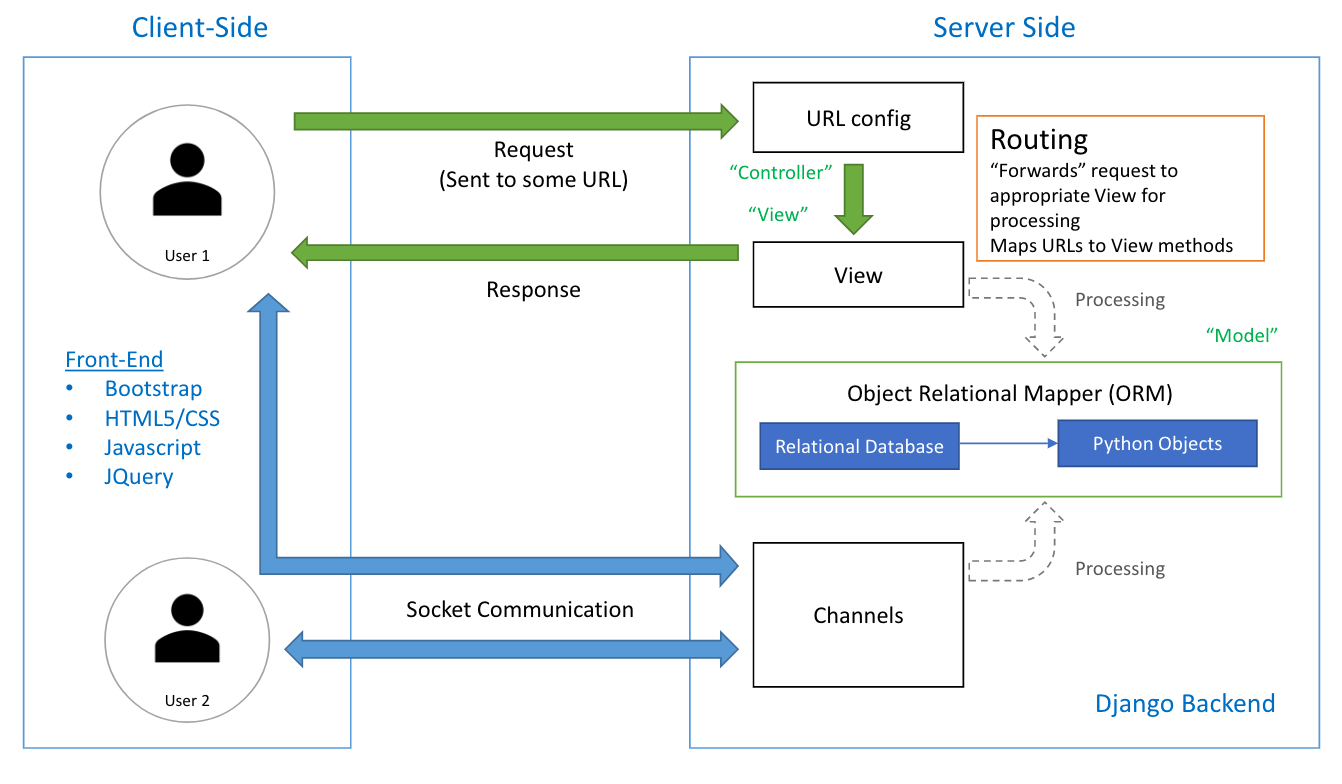 Client-Side
Server Side
URL config
Request
(Sent to some URL)
Routing
“Forwards” request to
appropriate View for
processing
Maps URLs to View methods
“Controller”
“View”
User 1
View
Response
Processing
“Model”
Front-End
• Bootstrap
• HTML5/CSS
• Javascript
• JQuery
Object Relational Mapper (ORM)
Relational Database
Python Objects
Processing
Socket Communication
Channels
User 2
Django Backend